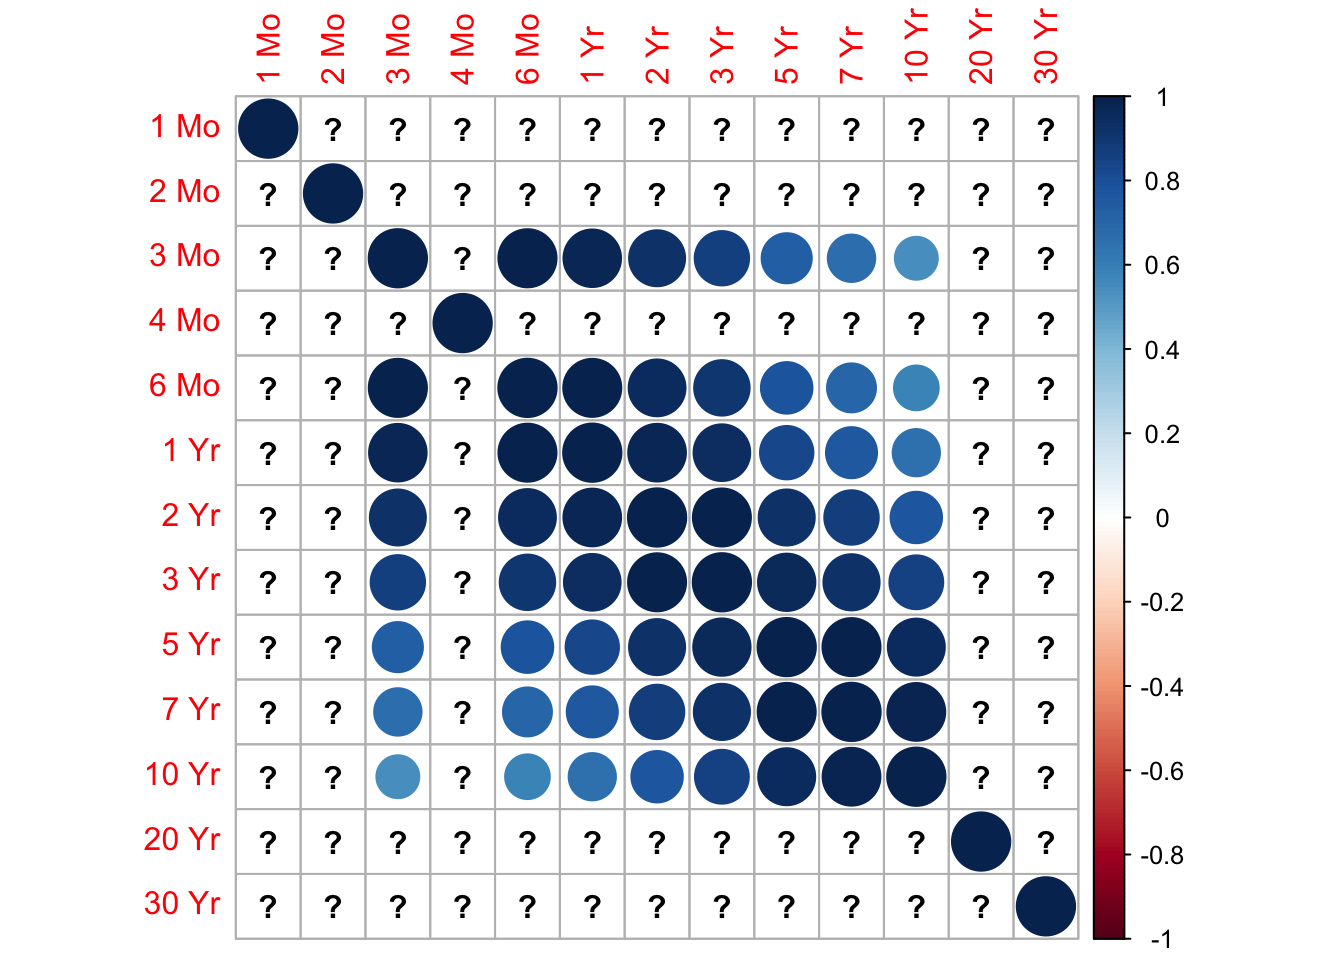 1 Mo 2 Mo 3 Mo 4 Mo 6 Mo 1 Yr 2 Yr 3 Yr 5 Yr 7 Yr 10 Yr 20 Yr 30 Yr
1 Mo ? ? ? ? ? ? ? ? ? ? ? ?
2 Mo ? ? ? ? ? ? ? ? ? ? ? ?
3 Mo ? ? ? ? ?
4 Mo ? ? ? ? ? ? ? ? ? ? ? ?
6 Mo ? ? ? ? ?
1 Yr ? ? ? ? ?
2 Yr ? ? ? ? ?
3 Yr ? ? ? ? ?
5 Yr ? ? ? ? ?
7 Yr ? ? ? ? ?
10 Yr ? ? ? ? ?
20 Yr ? ? ? ? ? ? ? ? ? ? ? ?
30 Yr ? ? ? ? ? ? ? ? ? ? ? ?
1
0.8
0.6
0.4
0.2
0
-0.2
-0.4
-0.6
-0.8
-1